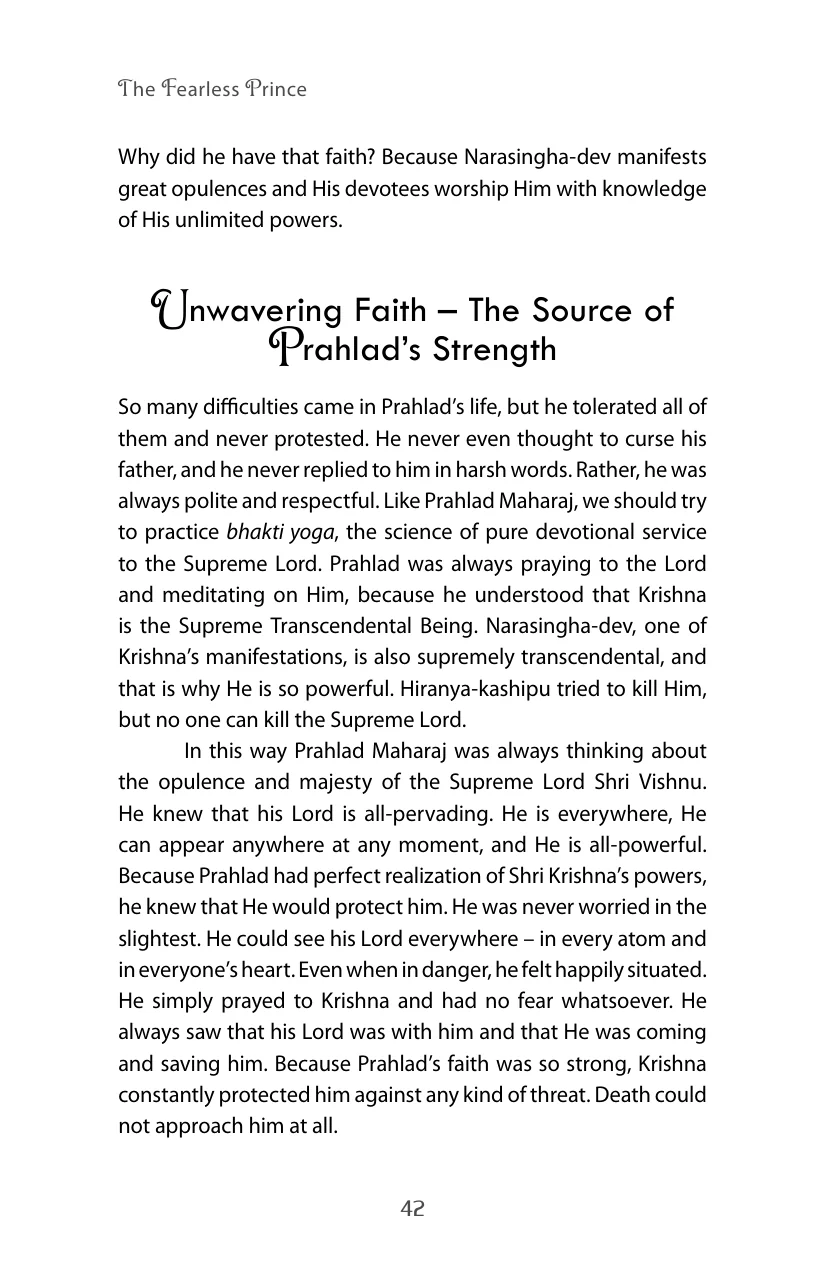 The Fearless Prince
Why did he have that faith? Because Narasingha-dev manifests
great opulences and His devotees worship Him with knowledge
of His unlimited powers.
Unwavering Faith – The Source of
Prahlad’s Strength
So many difficulties came in Prahlad’s life, but he tolerated all of
them and never protested. He never even thought to curse his
father, and he never replied to him in harsh words. Rather, he was
always polite and respectful. Like Prahlad Maharaj, we should try
to practice bhakti yoga, the science of pure devotional service
to the Supreme Lord. Prahlad was always praying to the Lord
and meditating on Him, because he understood that Krishna
is the Supreme Transcendental Being. Narasingha-dev, one of
Krishna’s manifestations, is also supremely transcendental, and
that is why He is so powerful. Hiranya-kashipu tried to kill Him,
but no one can kill the Supreme Lord.
In this way Prahlad Maharaj was always thinking about
the opulence and majesty of the Supreme Lord Shri Vishnu.
He knew that his Lord is all-pervading. He is everywhere, He
can appear anywhere at any moment, and He is all-powerful.
Because Prahlad had perfect realization of Shri Krishna’s powers,
he knew that He would protect him. He was never worried in the
slightest. He could see his Lord everywhere – in every atom and
in everyone’s heart. Even when in danger, he felt happily situated.
He simply prayed to Krishna and had no fear whatsoever. He
always saw that his Lord was with him and that He was coming
and saving him. Because Prahlad’s faith was so strong, Krishna
constantly protected him against any kind of threat. Death could
not approach him at all.
42